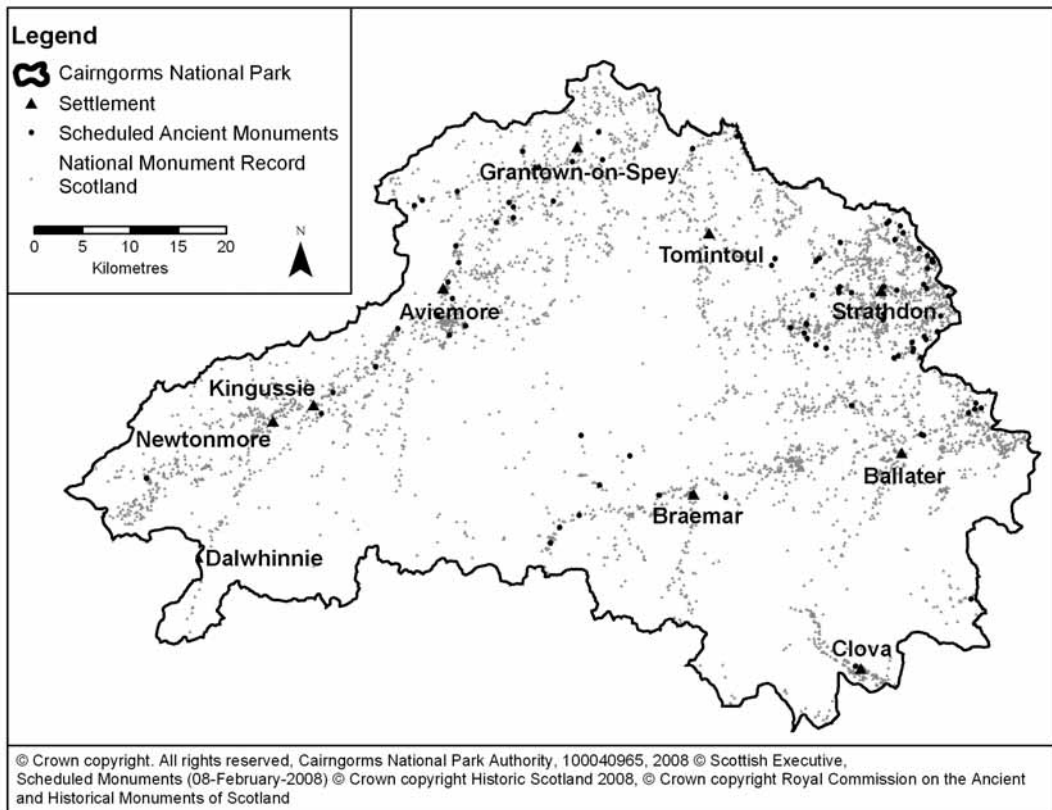 Legend
Cairngorms National Park
Settlement
Scheduled Ancient Monuments
National Monument Record
Scotland
0 5 10 15 20
Kilometres
N
Grantown-on-Spey
Tomintoul
Strathdon
Aviemore
Kingussie
Newtonmore
Ballater
Braemar
Dalwhinnie
Clova
© Crown copyright. All rights reserved, Cairngorms National Park Authority, 100040965, 2008 © Scottish Executive,
Scheduled Monuments (08-February-2008) © Crown copyright Historic Scotland 2008, © Crown copyright Royal Commission on the Ancient
and Historical Monuments of Scotland